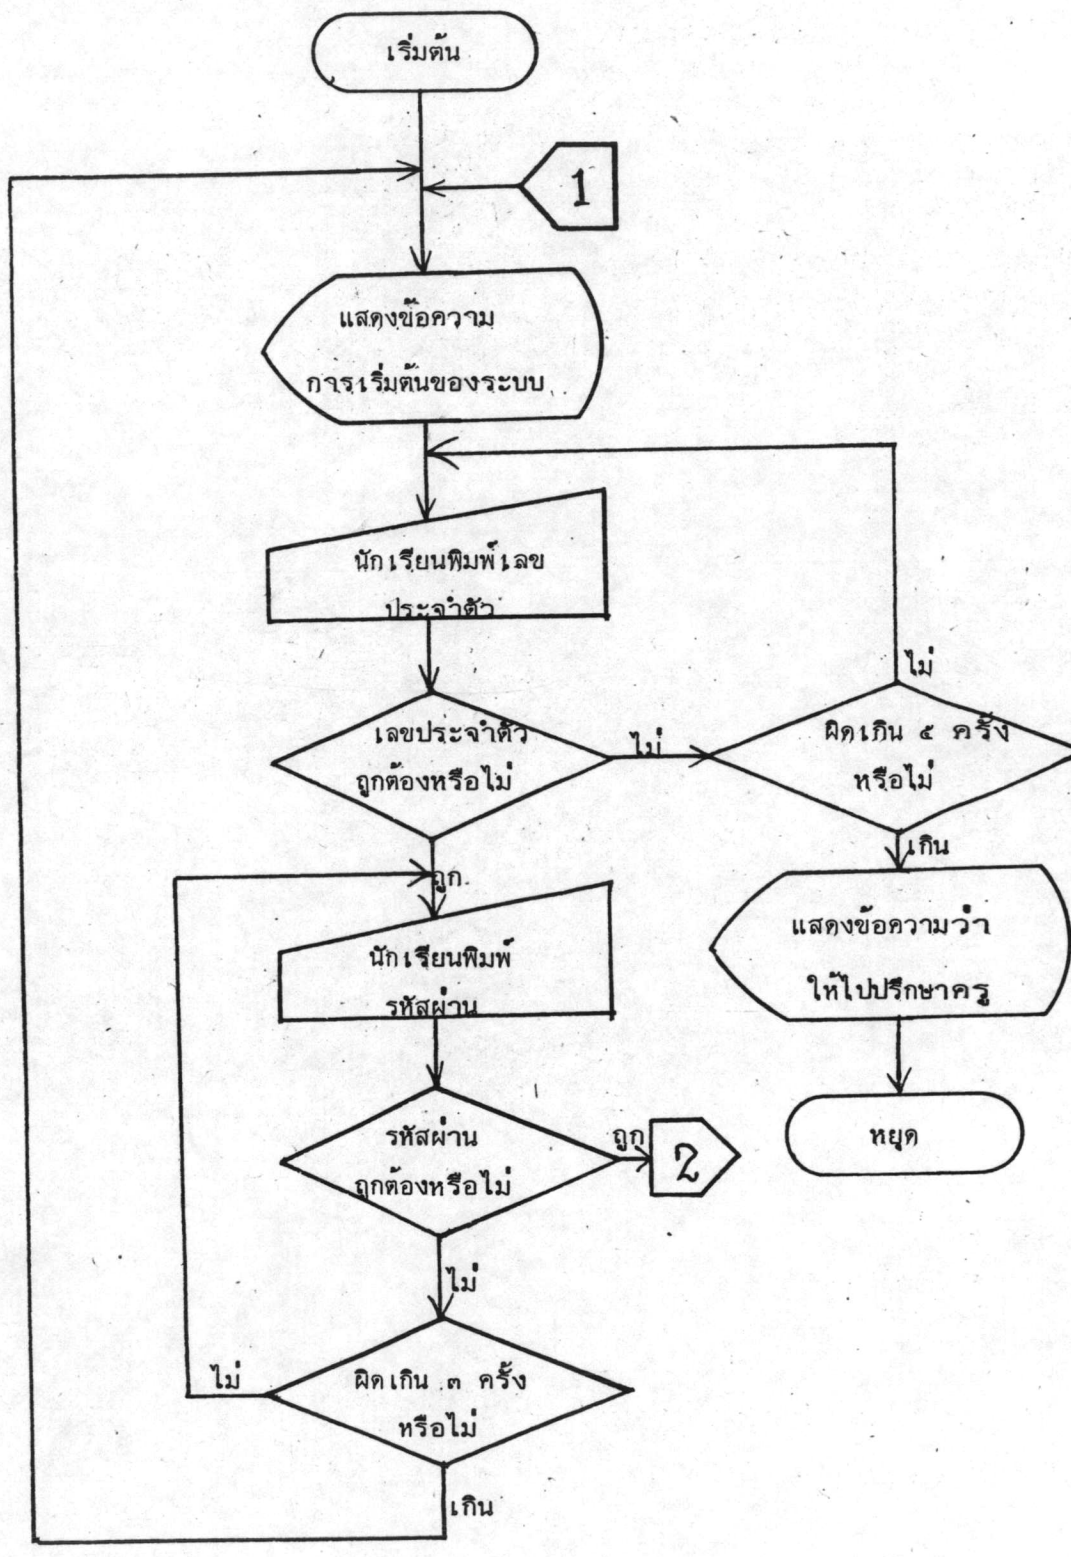 เริ่มต้น
1
แสดงข้อความ
การเริ่มต้นของระบบ
นักเรียนพิมพ์เลข
ประจำตัว
ไม่
เลขประจำตัว
ถูกต้องหรือไม่
ไม่
ผิดเกิน ๕ ครั้ง
หรือไม่
เกิน
ถูก
นักเรียนพิมพ์
รหัสผ่าน
แสดงข้อความว่า
ให้ไปปรึกษาครู
รหัสผ่าน
ถูกต้องหรือไม่
ถูก
2
หยุด
ไม่
ไม่
ผิดเกิน ๓ ครั้ง
หรือไม่
เกิน